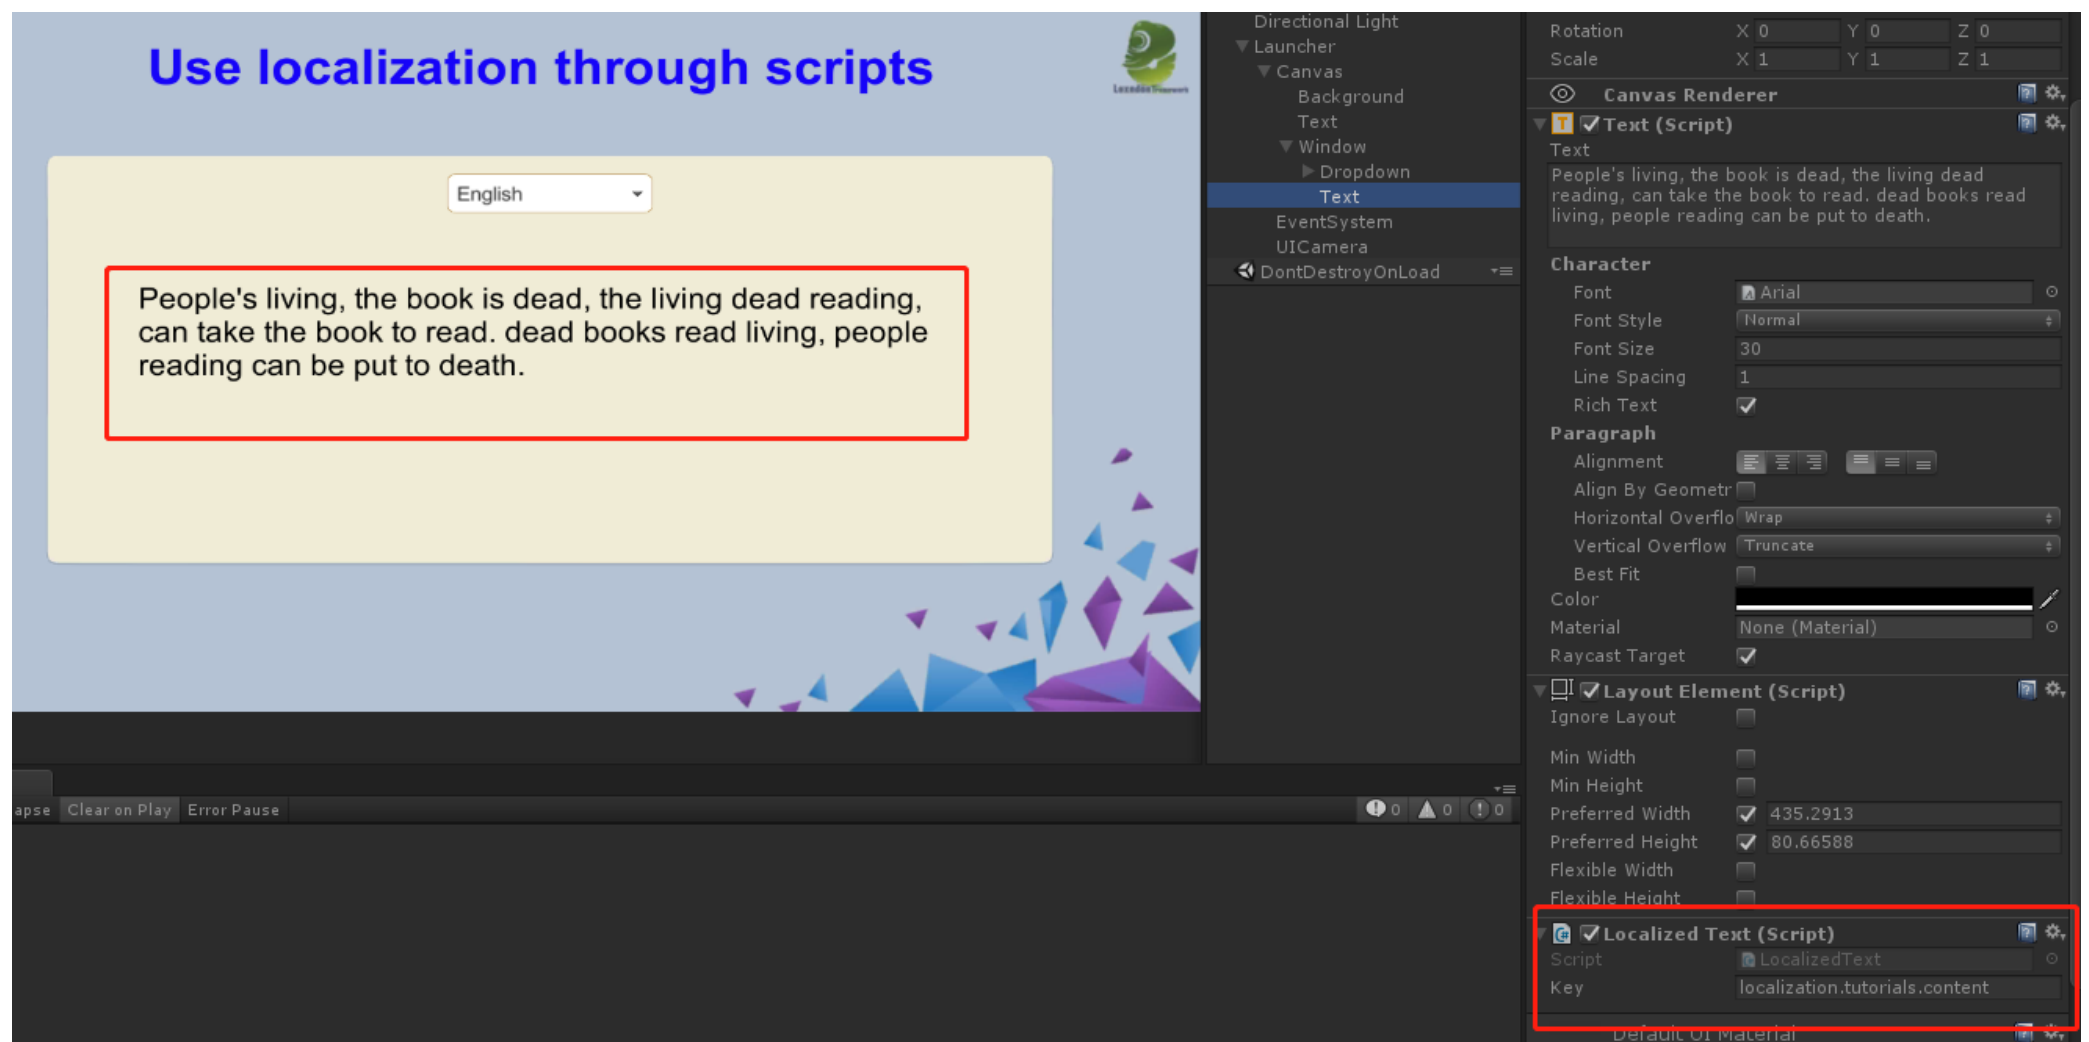 Use localization through scripts
English
People's living, the book is dead, the living dead reading,
can take the book to read. dead books read living, people
reading can be put to death.
apse Clear on Play Error Pause
0 0 0
Directional Light
Launcher
Canvas
Background
Text
Window
Dropdown
Text
EventSystem
UICamera
DontDestroyOnLoad
Rotation X 0 Y 0 Z 0
Scale X 1 Y 1 Z 1
Canvas Renderer
Text (Script)
Text
People's living, the book is dead, the living dead
reading, can take the book to read. dead books read
living, people reading can be put to death.
Character
Font Arial
Font Style Normal
Font Size 30
Line Spacing 1
Rich Text
Paragraph
Alignment
Align By Geometr
Horizontal Overflo Wrap
Vertical Overflow Truncate
Best Fit
Color
Material None (Material)
Raycast Target
Layout Element (Script)
Ignore Layout
Min Width
Min Height
Preferred Width 435.2913
Preferred Height 80.66588
Flexible Width
Flexible Height
Localized Text (Script)
Script LocalizedText
Key localization.tutorials.content
Default UI Material